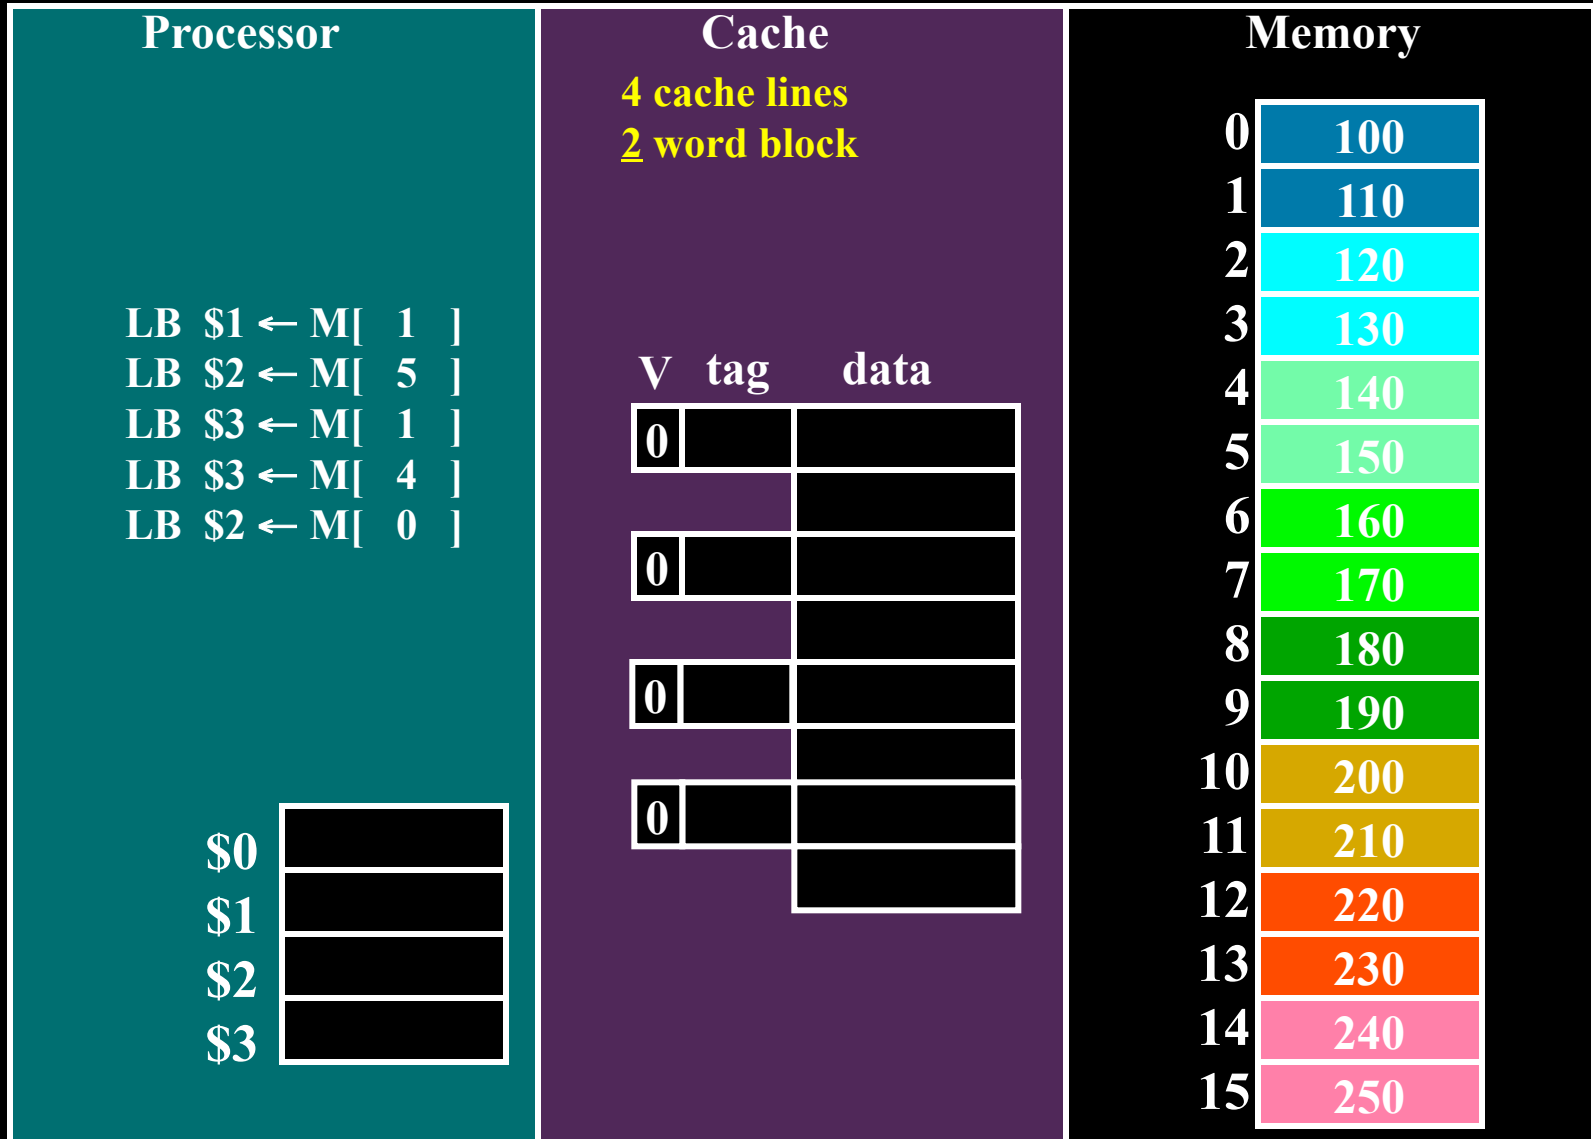 Processor
LB $1 ← M[ 1 ]
LB $2 ← M[ 5 ]
LB $3 ← M[ 1 ]
LB $3 ← M[ 4 ]
LB $2 ← M[ 0 ]
$0
$1
$2
$3
Cache
4 cache lines
2 word block
V tag data
0
0
0
0
Memory
0 100
1 110
2 120
3 130
4 140
5 150
6 160
7 170
8 180
9 190
10 200
11 210
12 220
13 230
14 240
15 250